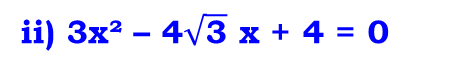 ii) 3x² – 4√3 x + 4 = 0